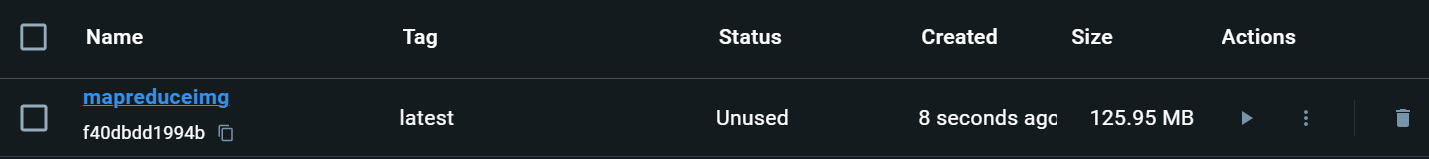 Name Tag Status Created Size Actions
mapreduceimg
f40dbdd1994b latest Unused 8 seconds ago 125.95 MB